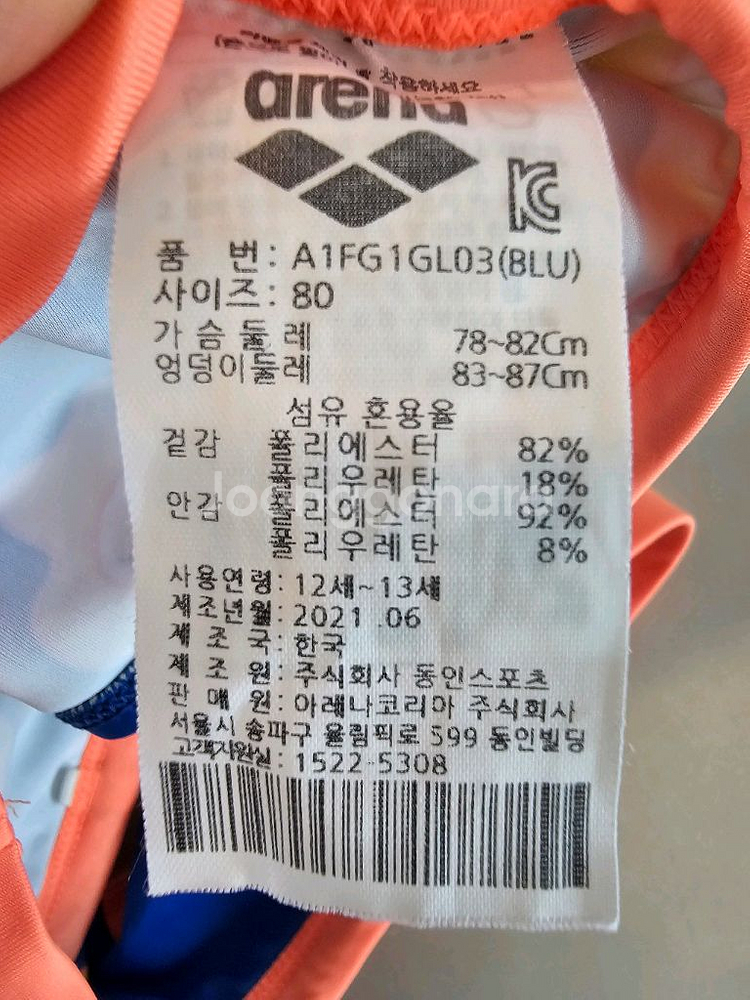 착용하세요
arena
품 번: A1FG1GL03(BLU)
사이즈: 80
가슴둘레 78~82Cm
엉덩이둘레 83~87Cm
섬유 혼용율
겉감 폴리에스터 82%
폴리우레탄 18%
안감 폴리에스터 92%
폴리우레탄 8%
사용연령: 12세~13세
제조년월: 2021 .06
제 조 국: 한국
제 조 원: 주식회사 동인스포츠
판 매 원: 아레나코리아 주식회사
서울시 송파구 올림픽로 599 동인빌딩
고객지원실: 1522-5308